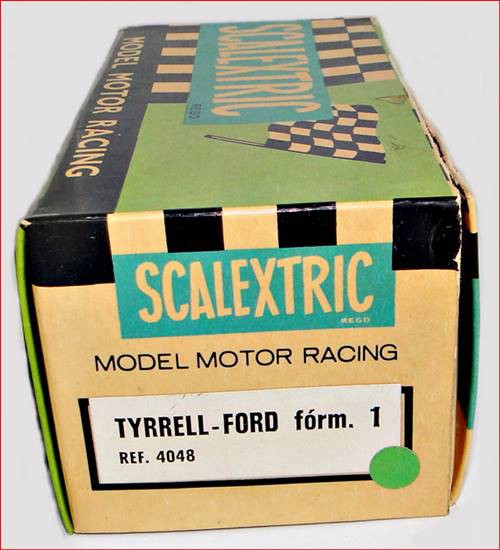 MODEL MOTOR RACING
SCALEXTRIC
REGD
SCALEXTRIC
REGD
MODEL MOTOR RACING
TYRRELL-FORD fórm. 1
REF. 4048